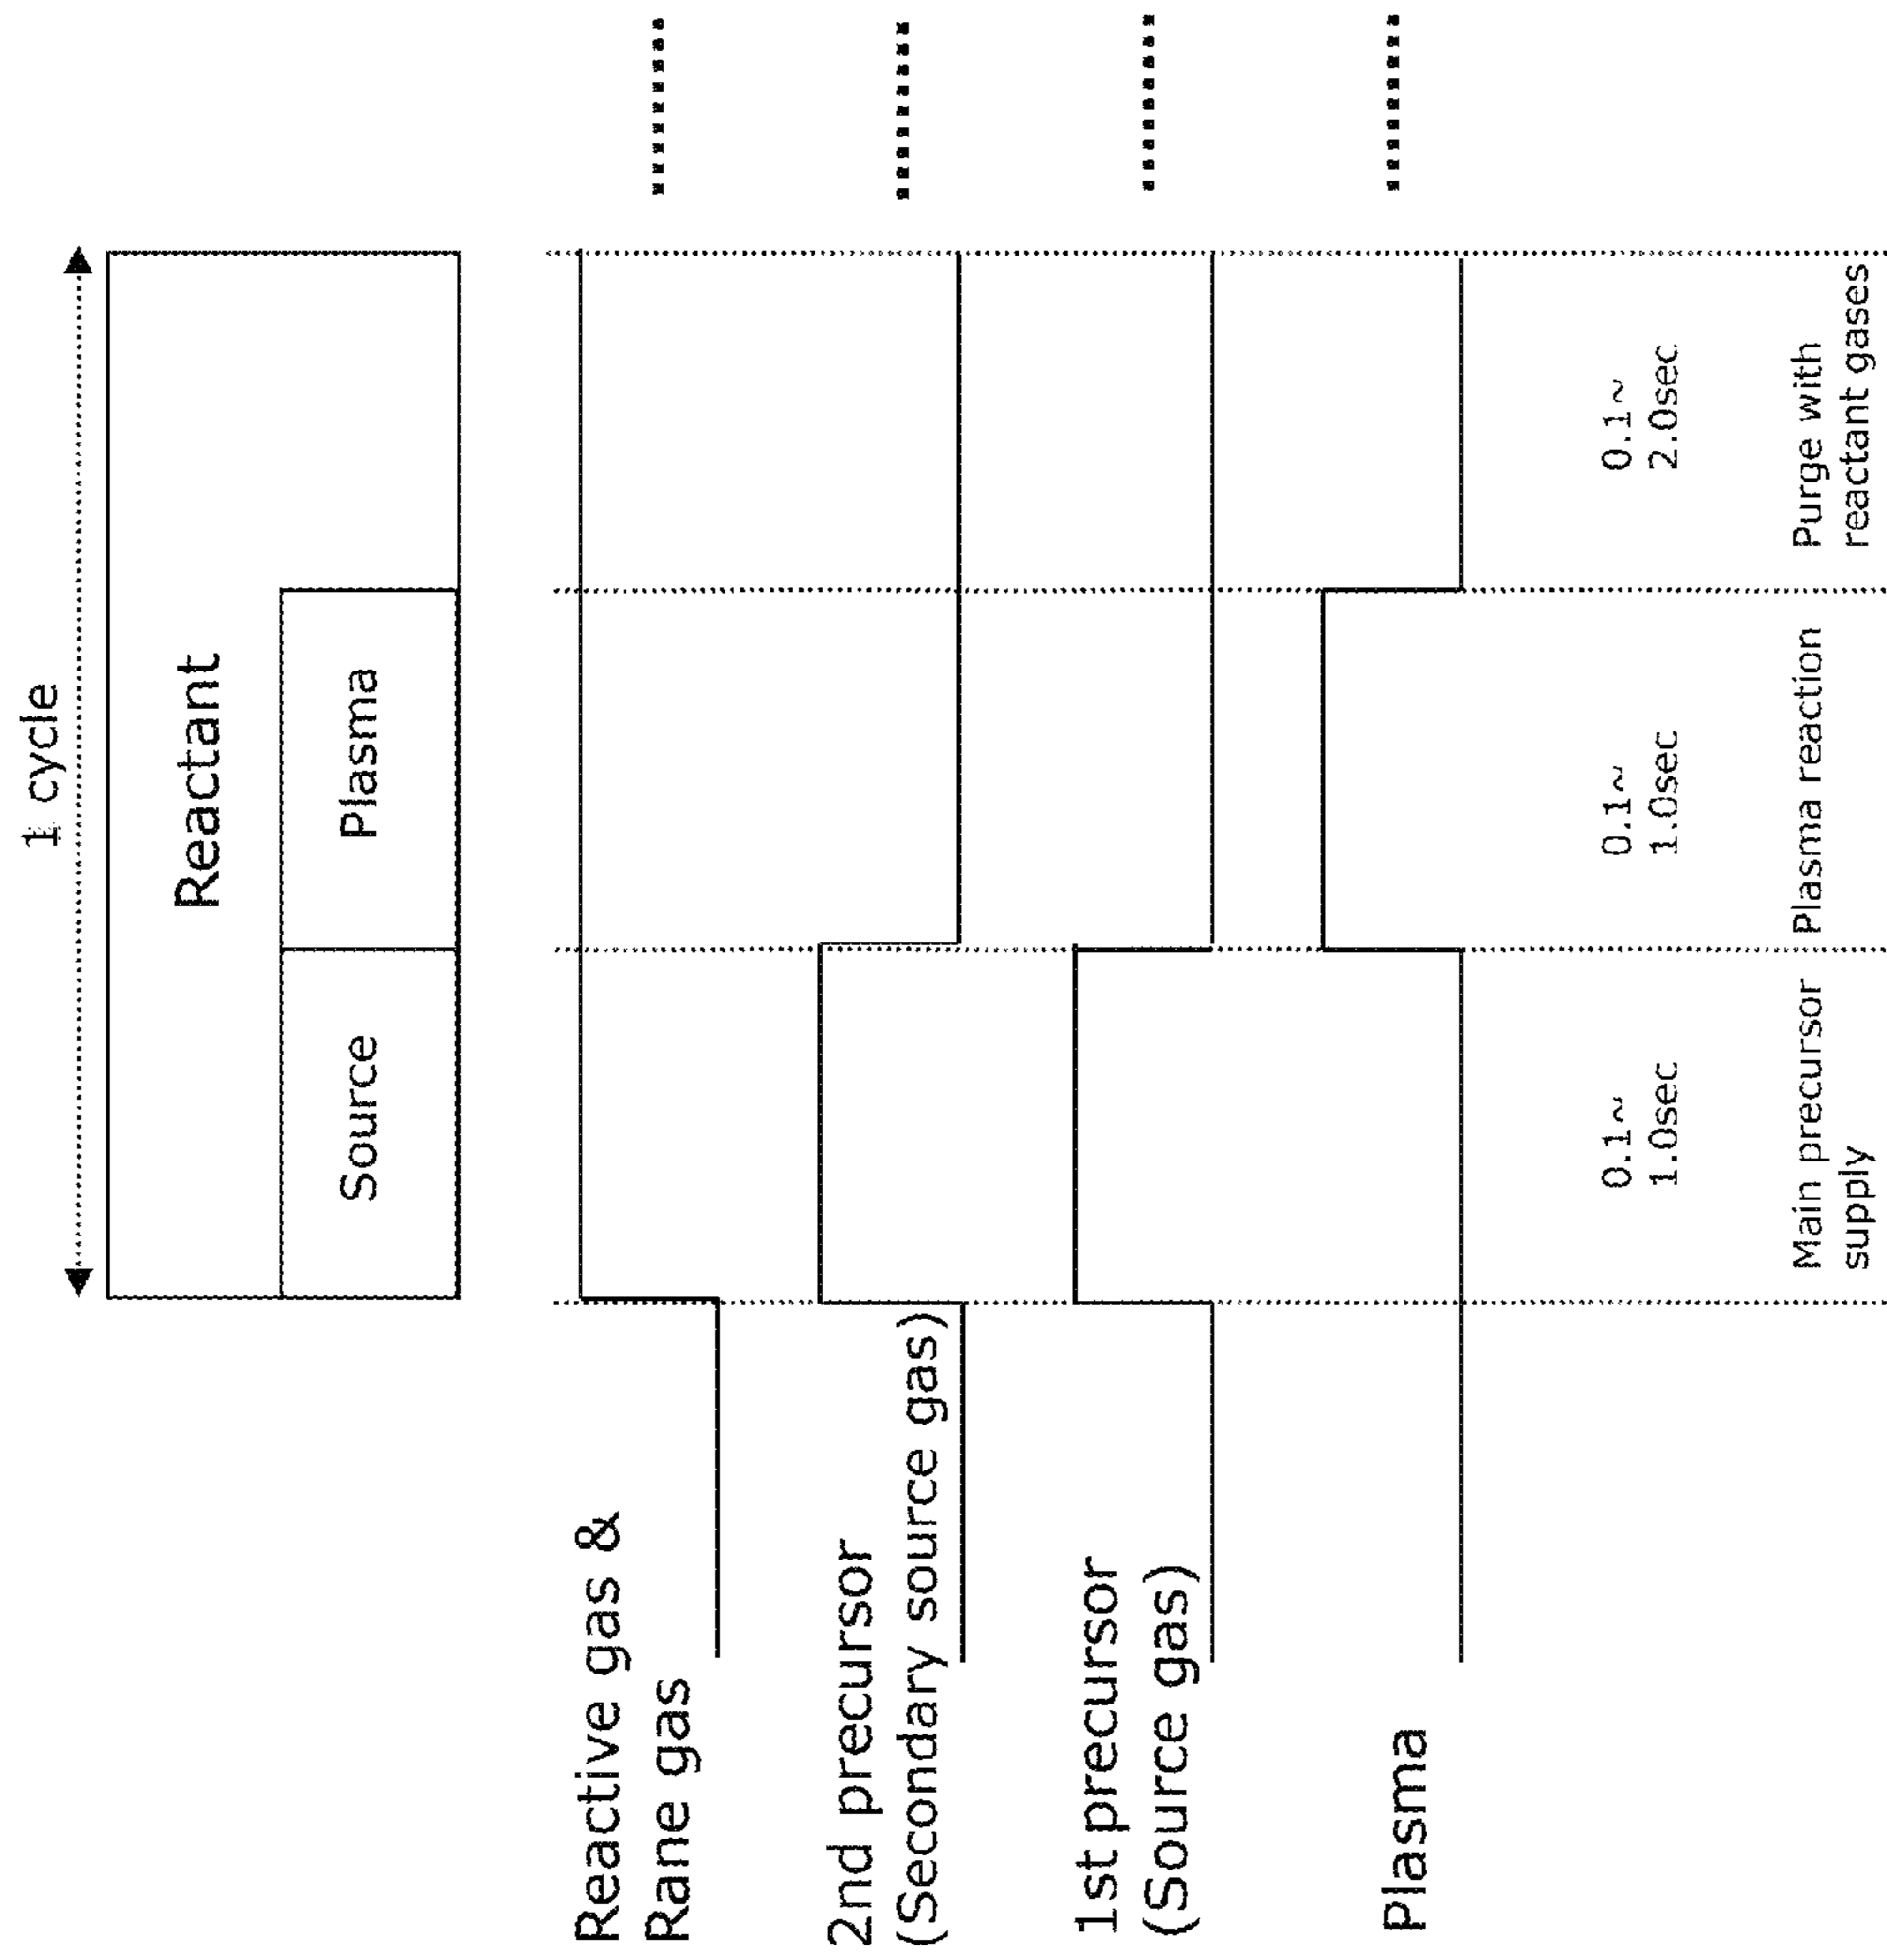 1 cycle
Reactant
Source
Plasma
Reactive gas &
Rane gas
2nd precursor
(Secondary source gas)
1st precursor
(Source gas)
Plasma
0.1~
1.0sec
0.1~
1.0sec
0.1~
2.0sec
Main precursor
supply
Plasma reaction
Purge with
reactant gases